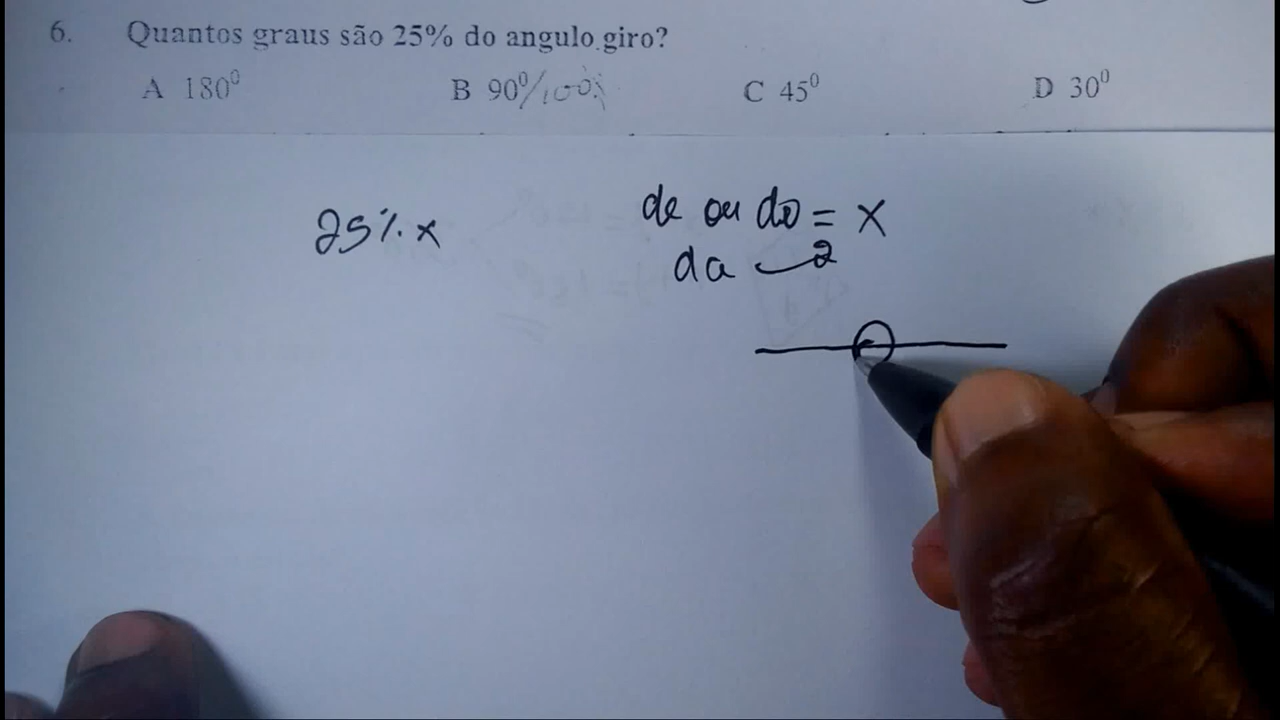 6. Quantos graus são 25% do angulo giro?
A 180⁰ B 90⁰/100% C 45⁰ D 30⁰
25% x
de ou do = x
da